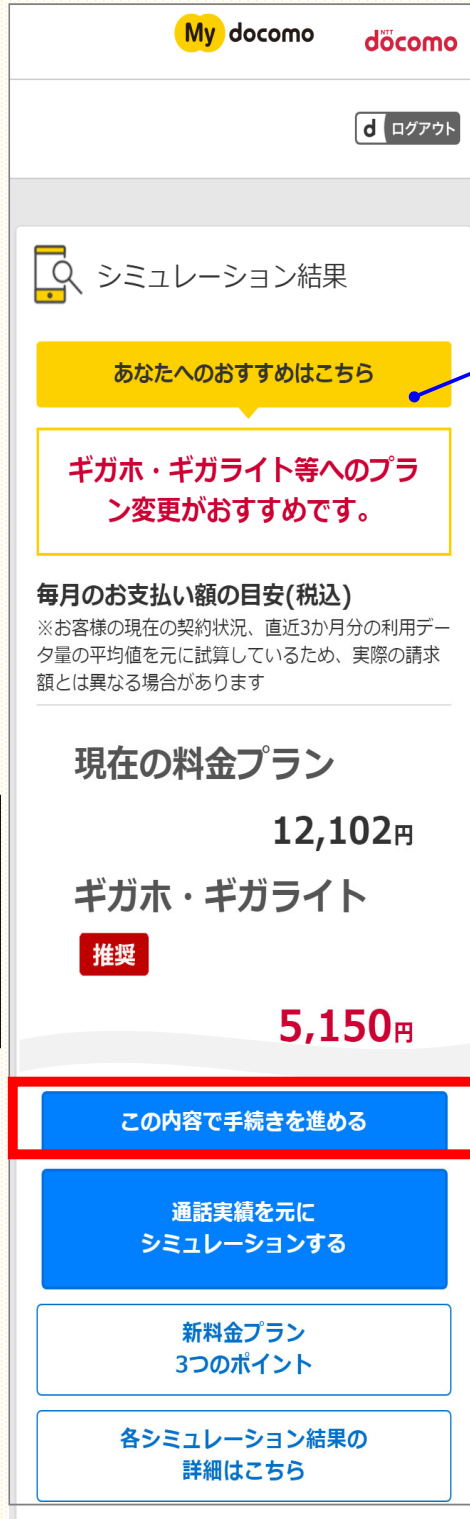 My docomo
NTT
döcomo
d ログアウト
シミュレーション結果
あなたへのおすすめはこちら
ギガホ・ギガライト等へのプラ
ン変更がおすすめです。
毎月のお支払い額の目安(税込)
※お客様の現在の契約状況、直近3か月分の利用デー
タ量の平均値を元に試算しているため、実際の請求
額とは異なる場合があります
現在の料金プラン
12,102円
ギガホ・ギガライト
推奨
5,150円
この内容で手続きを進める
通話実績を元に
シミュレーションする
新料金プラン
3つのポイント
各シミュレーション結果の
詳細はこちら